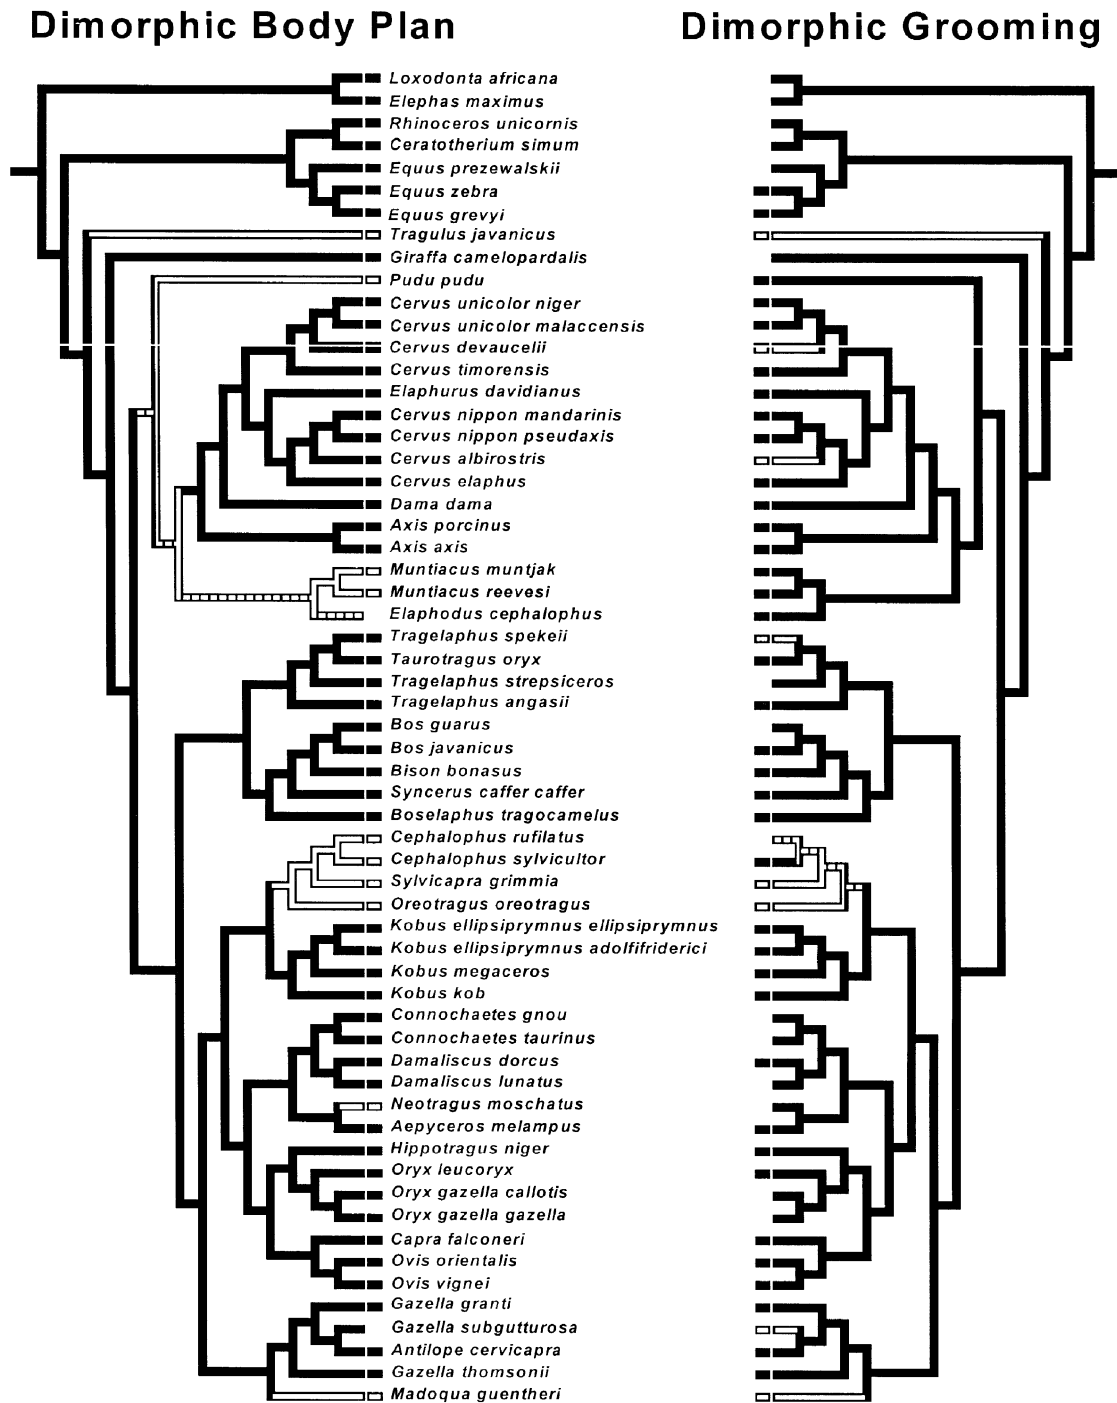 Dimorphic Body Plan
Dimorphic Grooming
Loxodonta africana
Elephas maximus
Rhinoceros unicornis
Ceratotherium simum
Equus prezewalskii
Equus zebra
Equus grevyi
Tragulus javanicus
Giraffa camelopardalis
Pudu pudu
Cervus unicolor niger
Cervus unicolor malaccensis
Cervus devaucelii
Cervus timorensis
Elaphurus davidianus
Cervus nippon mandarinis
Cervus nippon pseudaxis
Cervus albirostris
Cervus elaphus
Dama dama
Axis porcinus
Axis axis
Muntiacus muntjak
Muntiacus reevesi
Elaphodus cephalophus
Tragelaphus spekeii
Taurotragus oryx
Tragelaphus strepsiceros
Tragelaphus angasii
Bos guarus
Bos javanicus
Bison bonasus
Syncerus caffer caffer
Boselaphus tragocamelus
Cephalophus rufilatus
Cephalophus sylvicultor
Sylvicapra grimmia
Oreotragus oreotragus
Kobus ellipsiprymnus ellipsiprymnus
Kobus ellipsiprymnus adolfifriderici
Kobus megaceros
Kobus kob
Connochaetes gnou
Connochaetes taurinus
Damaliscus dorcus
Damaliscus lunatus
Neotragus moschatus
Aepyceros melampus
Hippotragus niger
Oryx leucoryx
Oryx gazella callotis
Oryx gazella gazella
Capra falconeri
Ovis orientalis
Ovis vignei
Gazella granti
Gazella subgutturosa
Antilope cervicapra
Gazella thomsonii
Madoqua guentheri